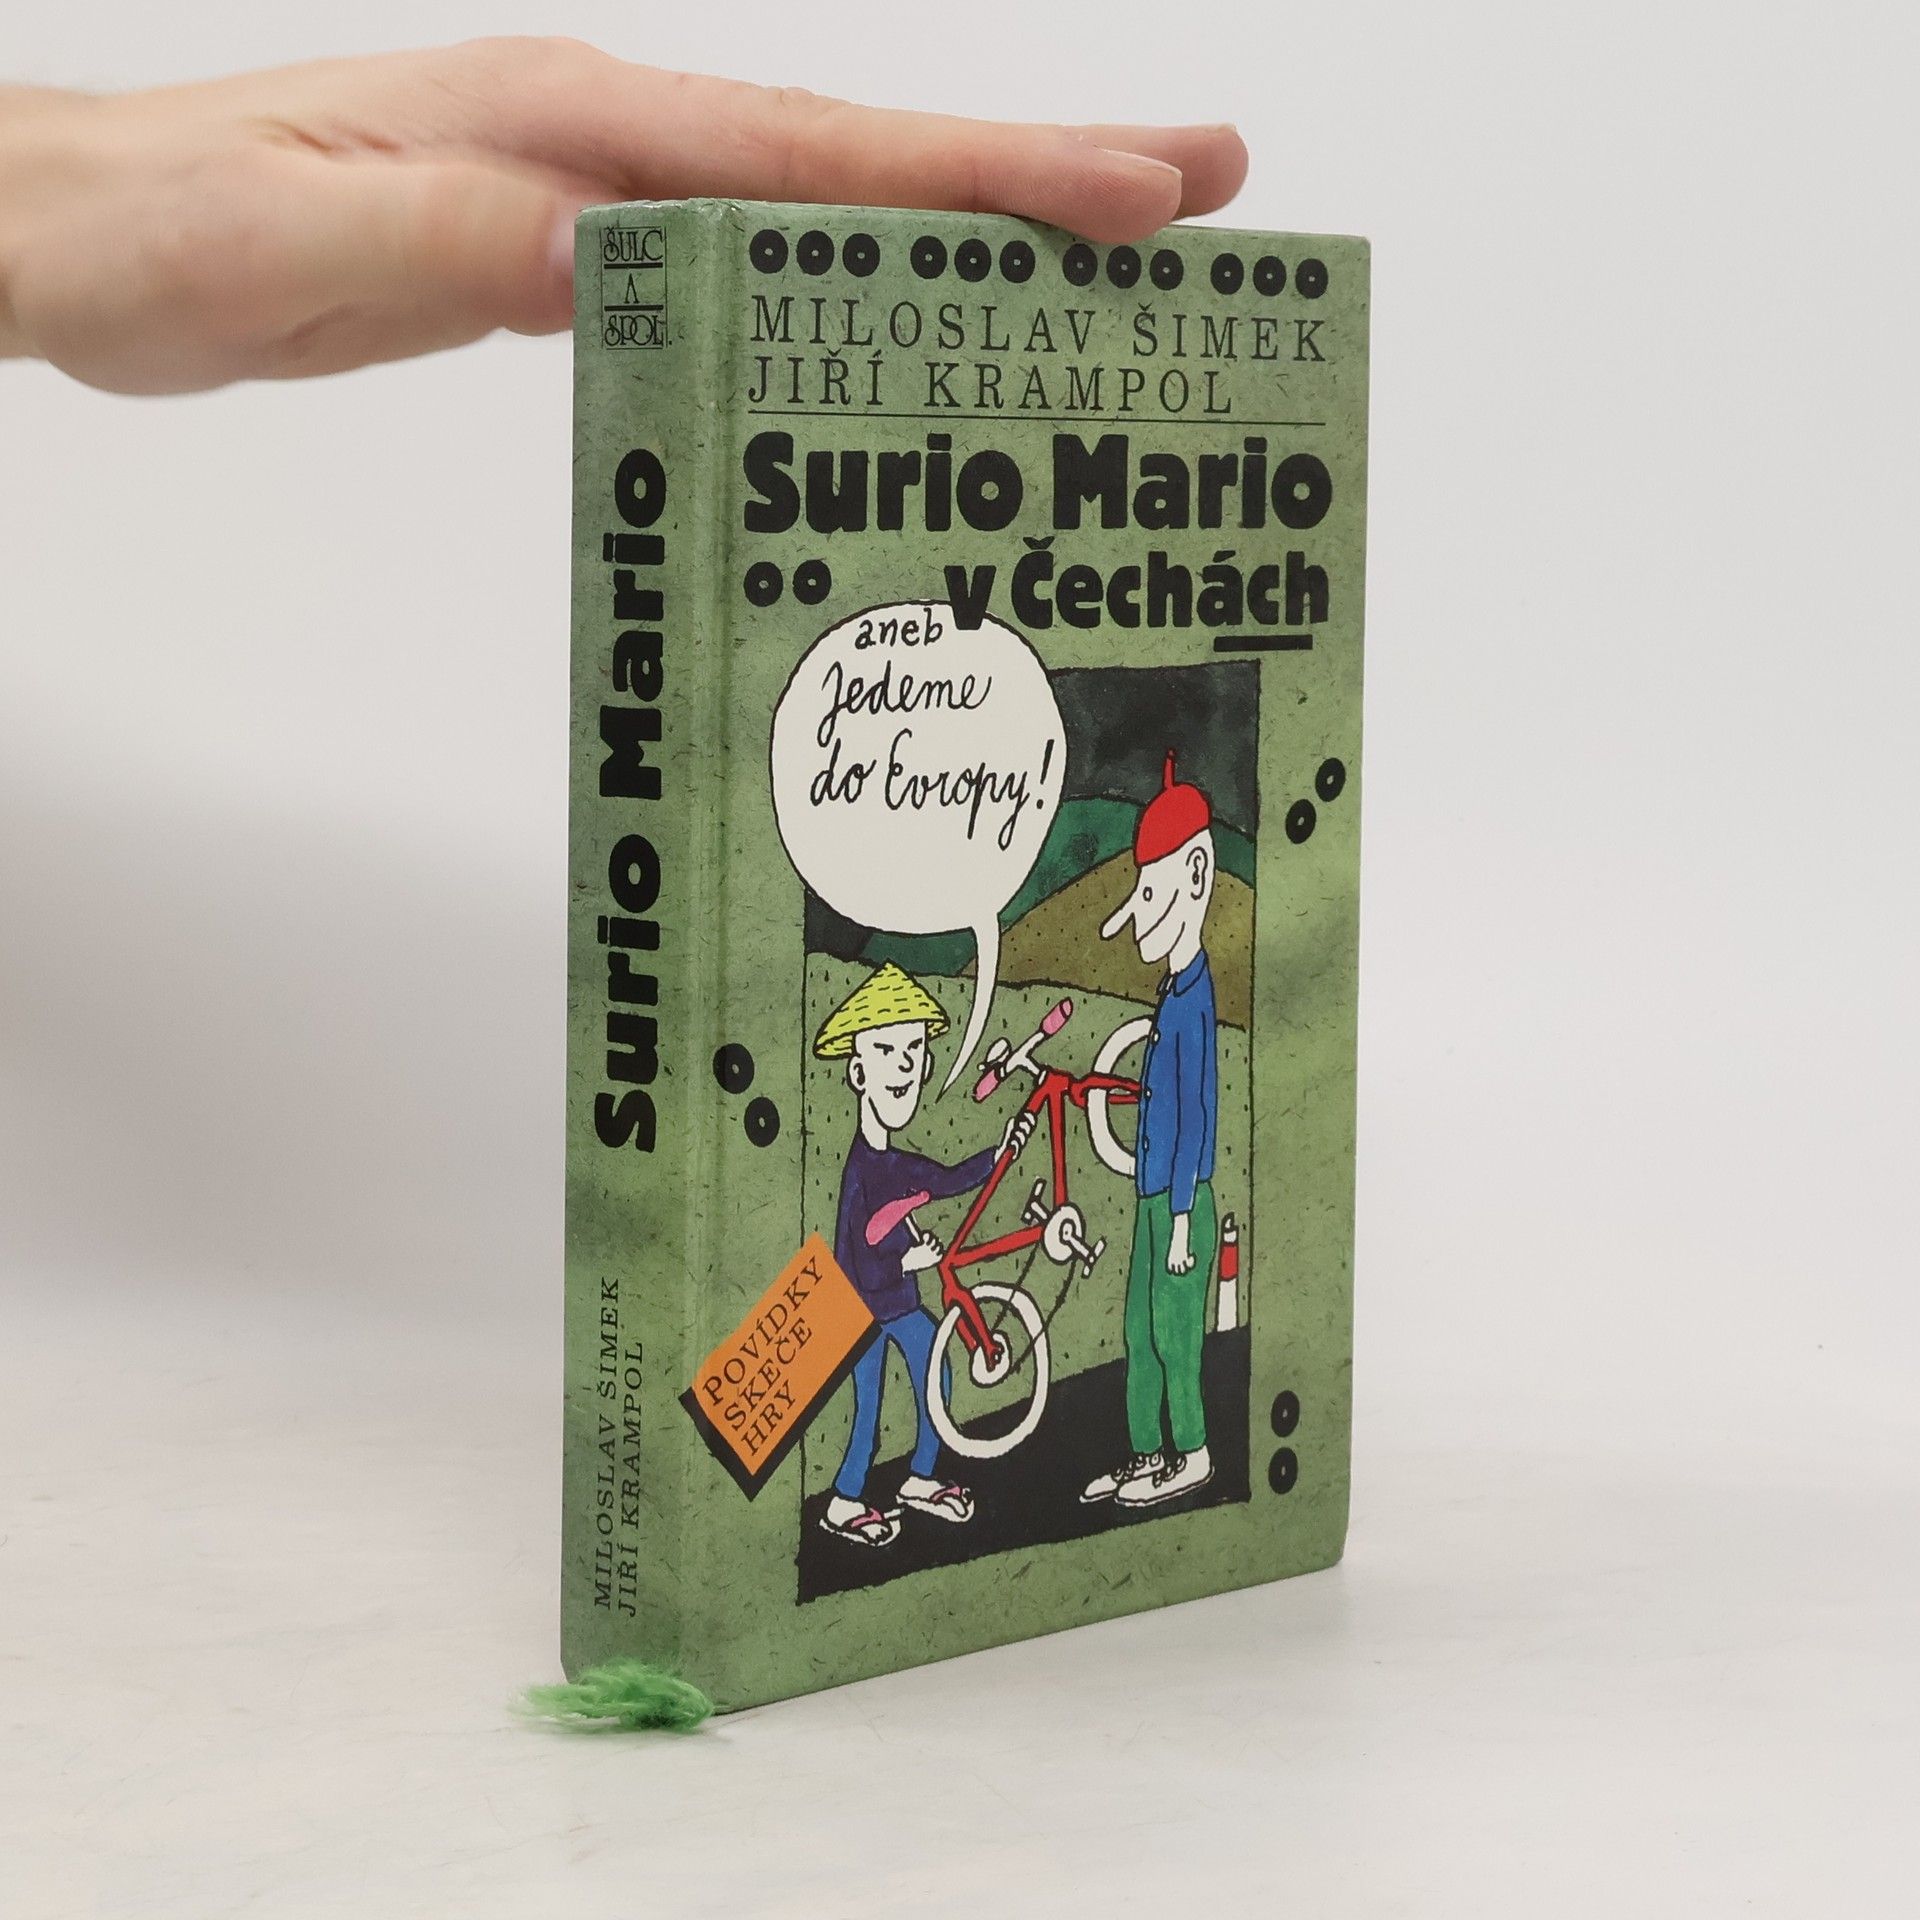 ŠULC
A
SPOL.
Surio Mario
MILOSLAV ŠIMEK
JIŘÍ KRAMPOL
MILOSLAV ŠIMEK
JIŘÍ KRAMPOL
Surio Mario
v Čechách
aneb
Jedeme
do Evropy!
POVÍDKY
SKEČE
HRY